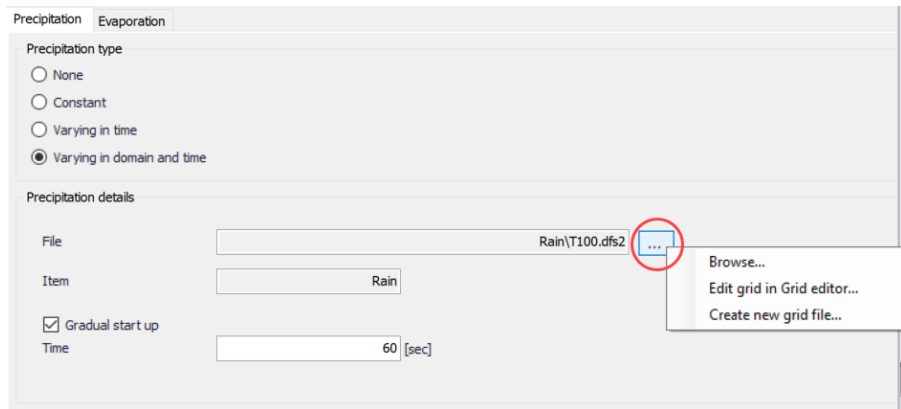 Precipitation Evaporation
Precipitation type
None
Constant
Varying in time
Varying in domain and time
Precipitation details
File Rain\T100.dfs2 ...
Browse...
Item Rain
Edit grid in Grid editor...
Create new grid file...
Gradual start up
Time 60 [sec]